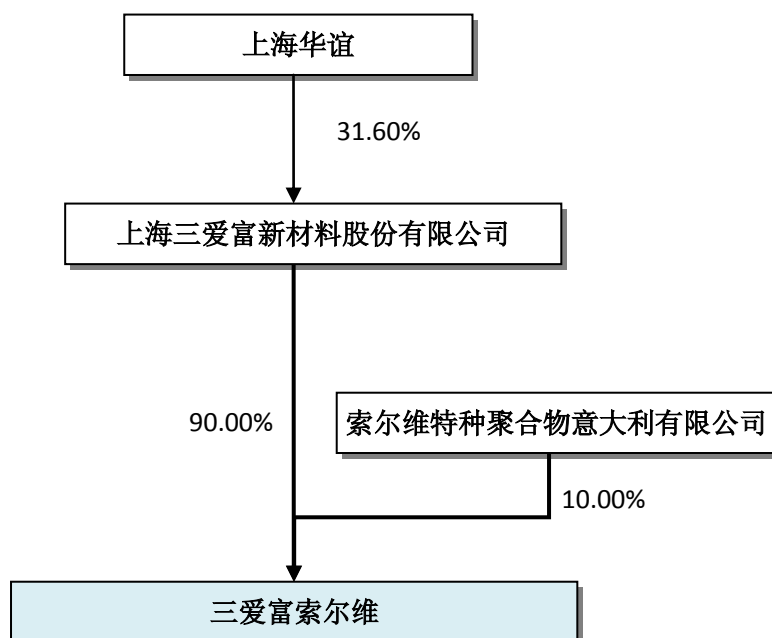 上海华谊
31.60%
上海三爱富新材料股份有限公司
90.00%
索尔维特种聚合物意大利有限公司
10.00%
三爱富索尔维